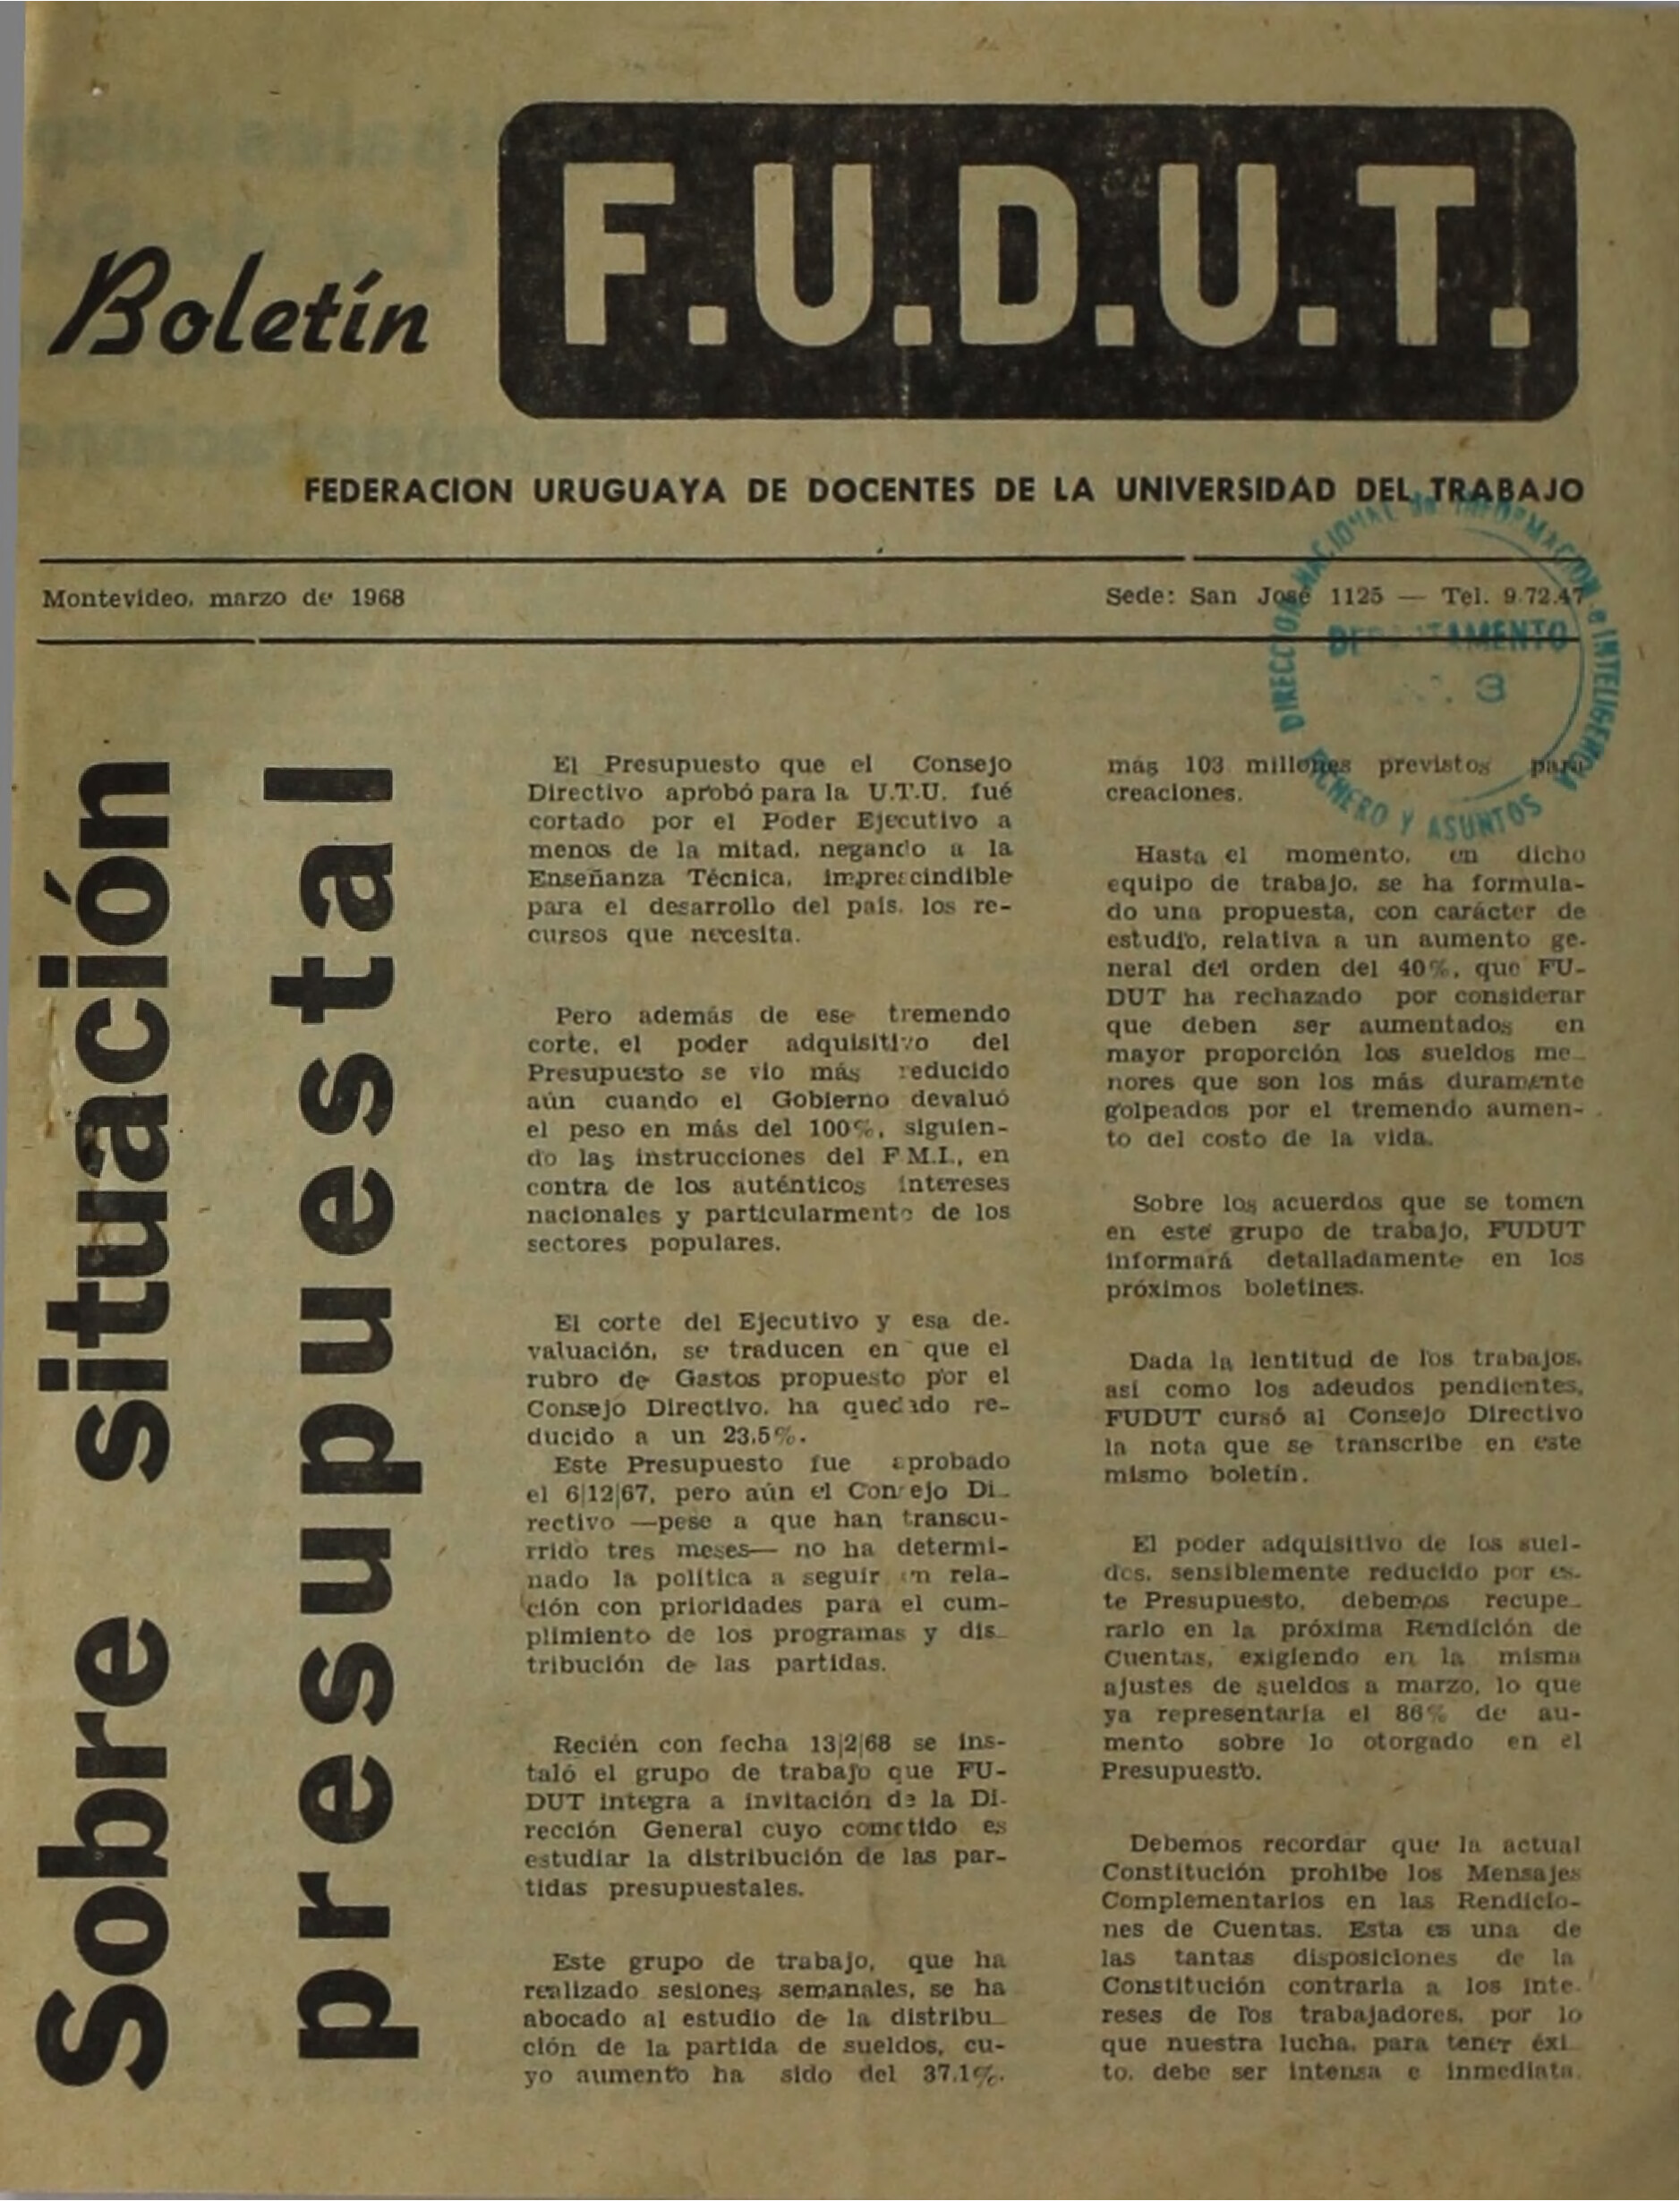 Boletín
F.U.D.U.T.
FEDERACION URUGUAYA DE DOCENTES DE LA UNIVERSIDAD DEL TRABAJO
Montevideo, marzo de 1968
Sede: San José 1125 — Tel. 9.72.47
DIRECCION NACIONAL de INFORMACION e INTELIGENCIA
DEPARTAMENTO
3
FICHERO Y ASUNTOS
Sobre situación
presupuestal
El Presupuesto que el Consejo
Directivo aprobó para la U.T.U. fué
cortado por el Poder Ejecutivo a
menos de la mitad, negando a la
Enseñanza Técnica, imprescindible
para el desarrollo del país, los re-
cursos que necesita.
Pero además de ese tremendo
corte, el poder adquisitivo del
Presupuesto se vio más reducido
aún cuando el Gobierno devaluó
el peso en más del 100%, siguien-
do las instrucciones del F.M.I., en
contra de los auténticos intereses
nacionales y particularmente de los
sectores populares.
El corte del Ejecutivo y esa de-
valuación, se traducen en que el
rubro de Gastos propuesto por el
Consejo Directivo, ha quedado re-
ducido a un 23.5%.
Este Presupuesto fue aprobado
el 6|12|67, pero aún el Consejo Di-
rectivo —pese a que han transcu-
rrido tres meses— no ha determi-
nado la política a seguir en rela-
ción con prioridades para el cum-
plimiento de los programas y dis-
tribución de las partidas.
Recién con fecha 13|2|68 se ins-
taló el grupo de trabajo que FU-
DUT integra a invitación de la Di-
rección General cuyo cometido es
estudiar la distribución de las par-
tidas presupuestales.
Este grupo de trabajo, que ha
realizado sesiones semanales, se ha
abocado al estudio de la distribu-
ción de la partida de sueldos, cu-
yo aumento ha sido del 37.1%.
más 103 millones previstos para
creaciones.
Hasta el momento, en dicho
equipo de trabajo, se ha formula-
do una propuesta, con carácter de
estudio, relativa a un aumento ge-
neral del orden del 40%, que FU-
DUT ha rechazado por considerar
que deben ser aumentados en
mayor proporción los sueldos me-
nores que son los más duramente
golpeados por el tremendo aumen-
to del costo de la vida.
Sobre los acuerdos que se tomen
en este grupo de trabajo, FUDUT
informará detalladamente en los
próximos boletines.
Dada la lentitud de los trabajos,
así como los adeudos pendientes,
FUDUT cursó al Consejo Directivo
la nota que se transcribe en este
mismo boletín.
El poder adquisitivo de los suel-
dos, sensiblemente reducido por es-
te Presupuesto, debemos recupe-
rarlo en la próxima Rendición de
Cuentas, exigiendo en la misma
ajustes de sueldos a marzo, lo que
ya representaría el 86% de au-
mento sobre lo otorgado en el
Presupuesto.
Debemos recordar que la actual
Constitución prohibe los Mensajes
Complementarios en las Rendicio-
nes de Cuentas. Esta es una de
las tantas disposiciones de la
Constitución contraria a los inte-
reses de los trabajadores, por lo
que nuestra lucha, para tener éxi-
to, debe ser intensa e inmediata.